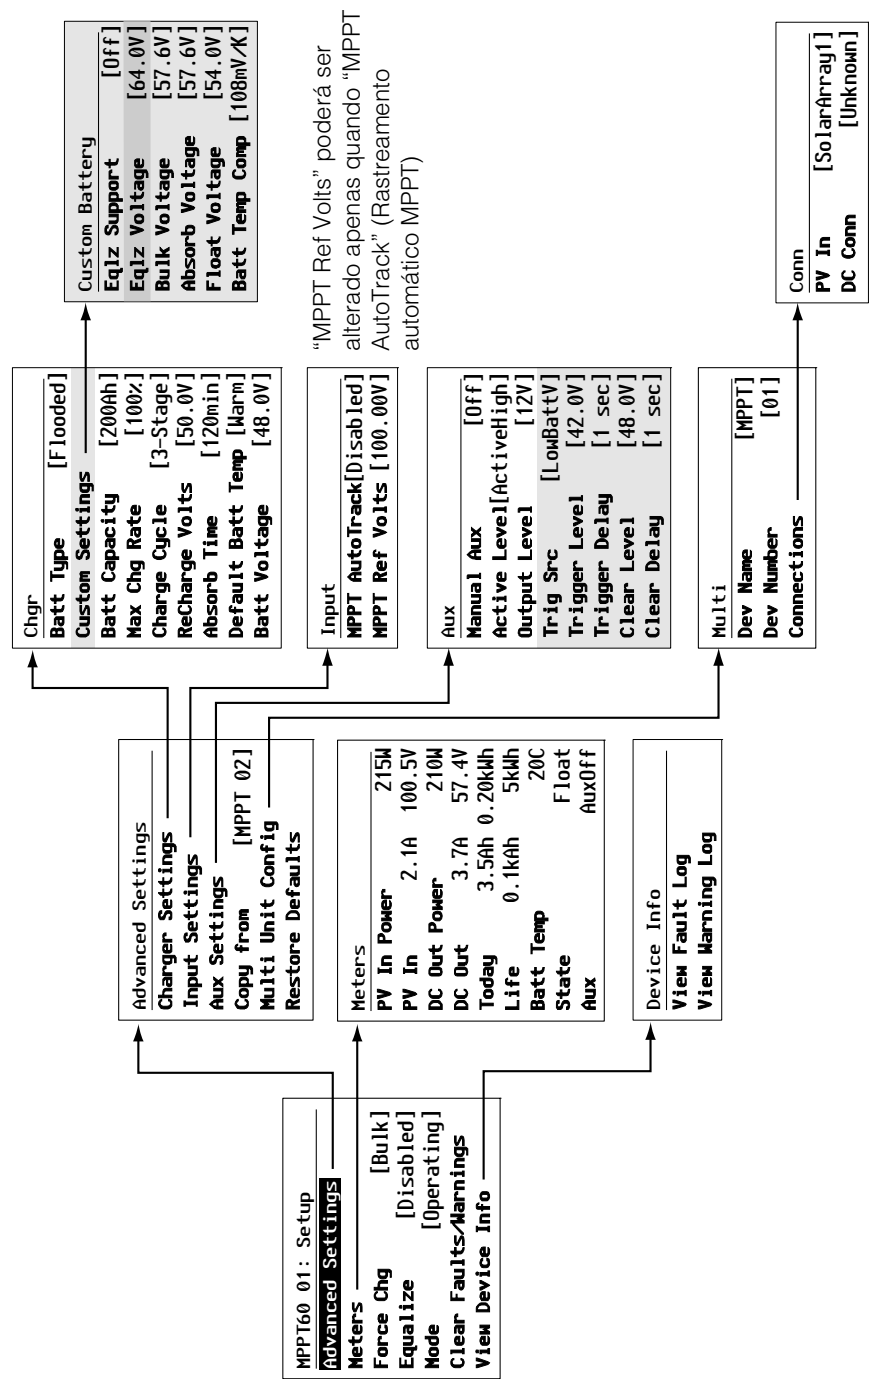 MPPT60 01: Setup
Advanced Settings
Meters
Force Chg [Bulk]
Equalize [Disabled]
Mode [Operating]
Clear Faults/Warnings
View Device Info
Advanced Settings
Charger Settings
Input Settings
Aux Settings
Copy from [MPPT 02]
Multi Unit Config
Restore Defaults
Meters
PV In Power 215W
PV In 2.1A 100.5V
DC Out Power 210W
DC Out 3.7A 57.4V
Today 3.5Ah 0.20kWh
Life 0.1kAh 5kWh
Batt Temp 20C
State Float
Aux AuxOff
Device Info
View Fault Log
View Warning Log
Chgr
Batt Type [Flooded]
Custom Settings
Batt Capacity [200Ah]
Max Chg Rate [100%]
Charge Cycle [3-Stage]
ReCharge Volts [50.0V]
Absorb Time [120min]
Default Batt Temp [Warm]
Batt Voltage [48.0V]
Input
MPPT AutoTrack[Disabled]
MPPT Ref Volts [100.00V]
Aux
Manual Aux [Off]
Active Level[ActiveHigh]
Output Level [12V]
Trig Src [LowBattV]
Trigger Level [42.0V]
Trigger Delay [1 sec]
Clear Level [48.0V]
Clear Delay [1 sec]
Multi
Dev Name [MPPT]
Dev Number [01]
Connections
Custom Battery
Eqlz Support [Off]
Eqlz Voltage [64.0V]
Bulk Voltage [57.6V]
Absorb Voltage [57.6V]
Float Voltage [54.0V]
Batt Temp Comp [108mV/K]
“MPPT Ref Volts” poderá ser
alterado apenas quando “MPPT
AutoTrack” (Rastreamento
automático MPPT)
Conn
PV In [SolarArray1]
DC Conn [Unknown]